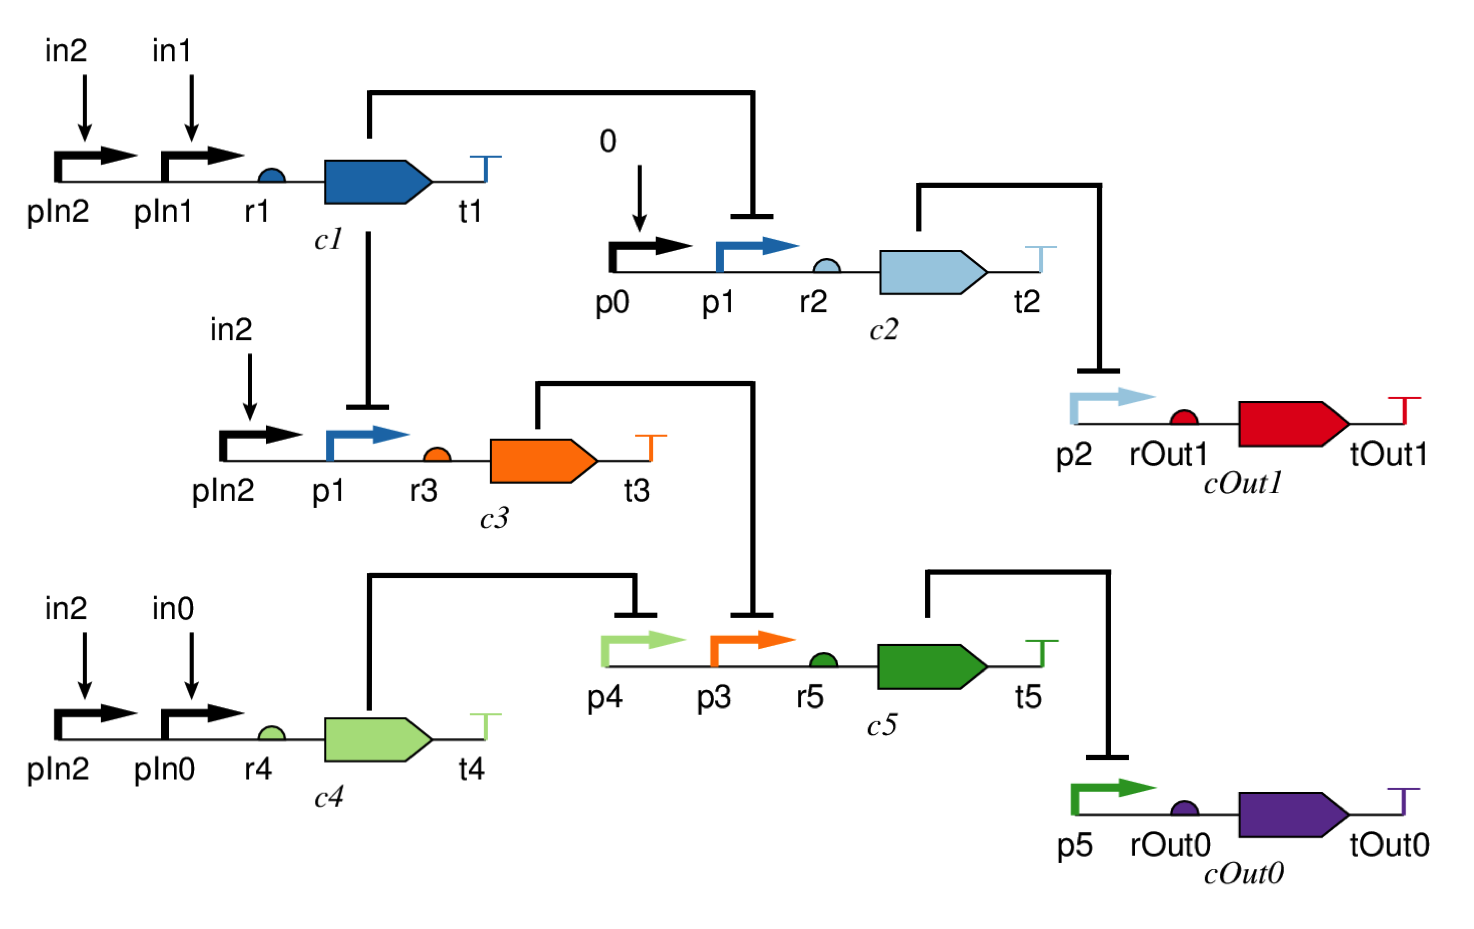 in2 in1
pIn2 pIn1 r1 c1 t1
0
p0 p1 r2 c2 t2
in2
pIn2 p1 r3 c3 t3
p2 rOut1 cOut1 tOut1
in2 in0
pIn2 pIn0 r4 c4 t4
p4 p3 r5 c5 t5
p5 rOut0 cOut0 tOut0